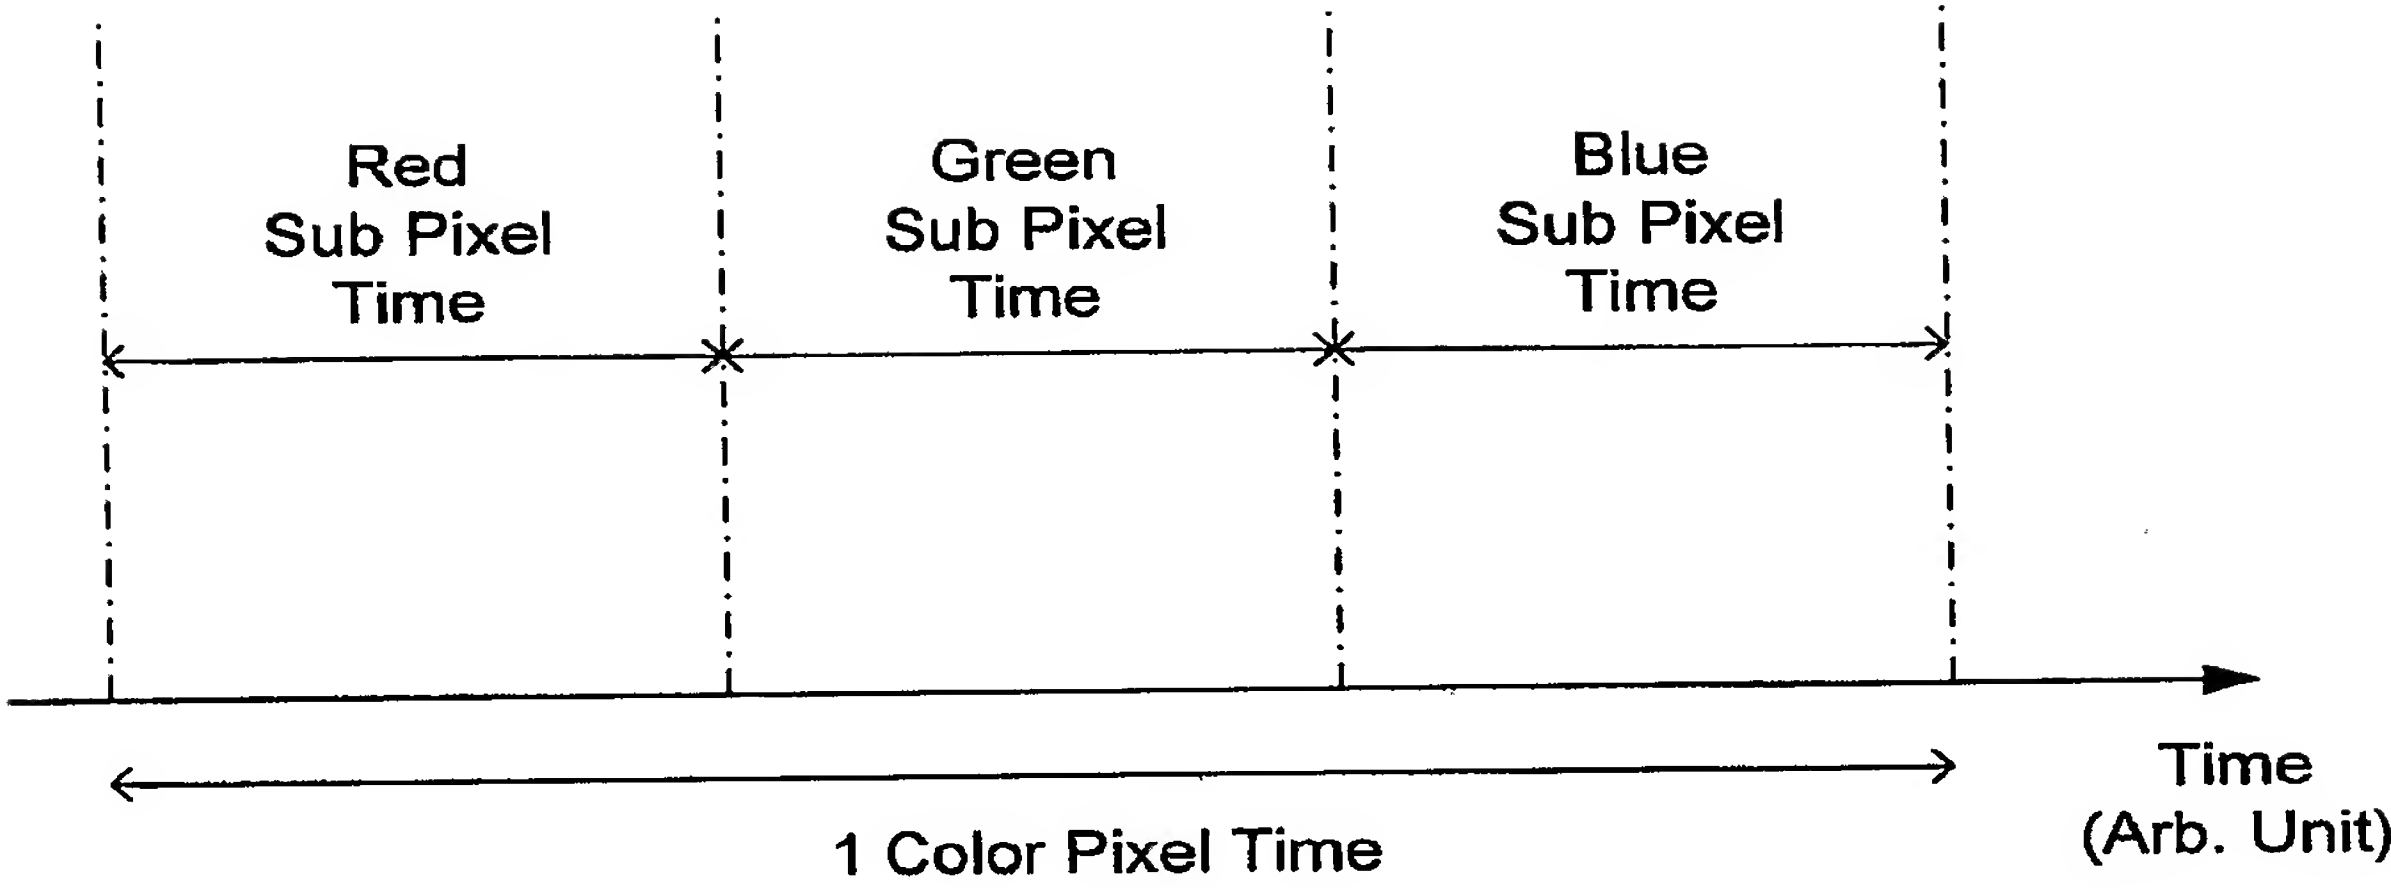 Red
Sub Pixel
Time
Green
Sub Pixel
Time
Blue
Sub Pixel
Time
1 Color Pixel Time
Time
(Arb. Unit)